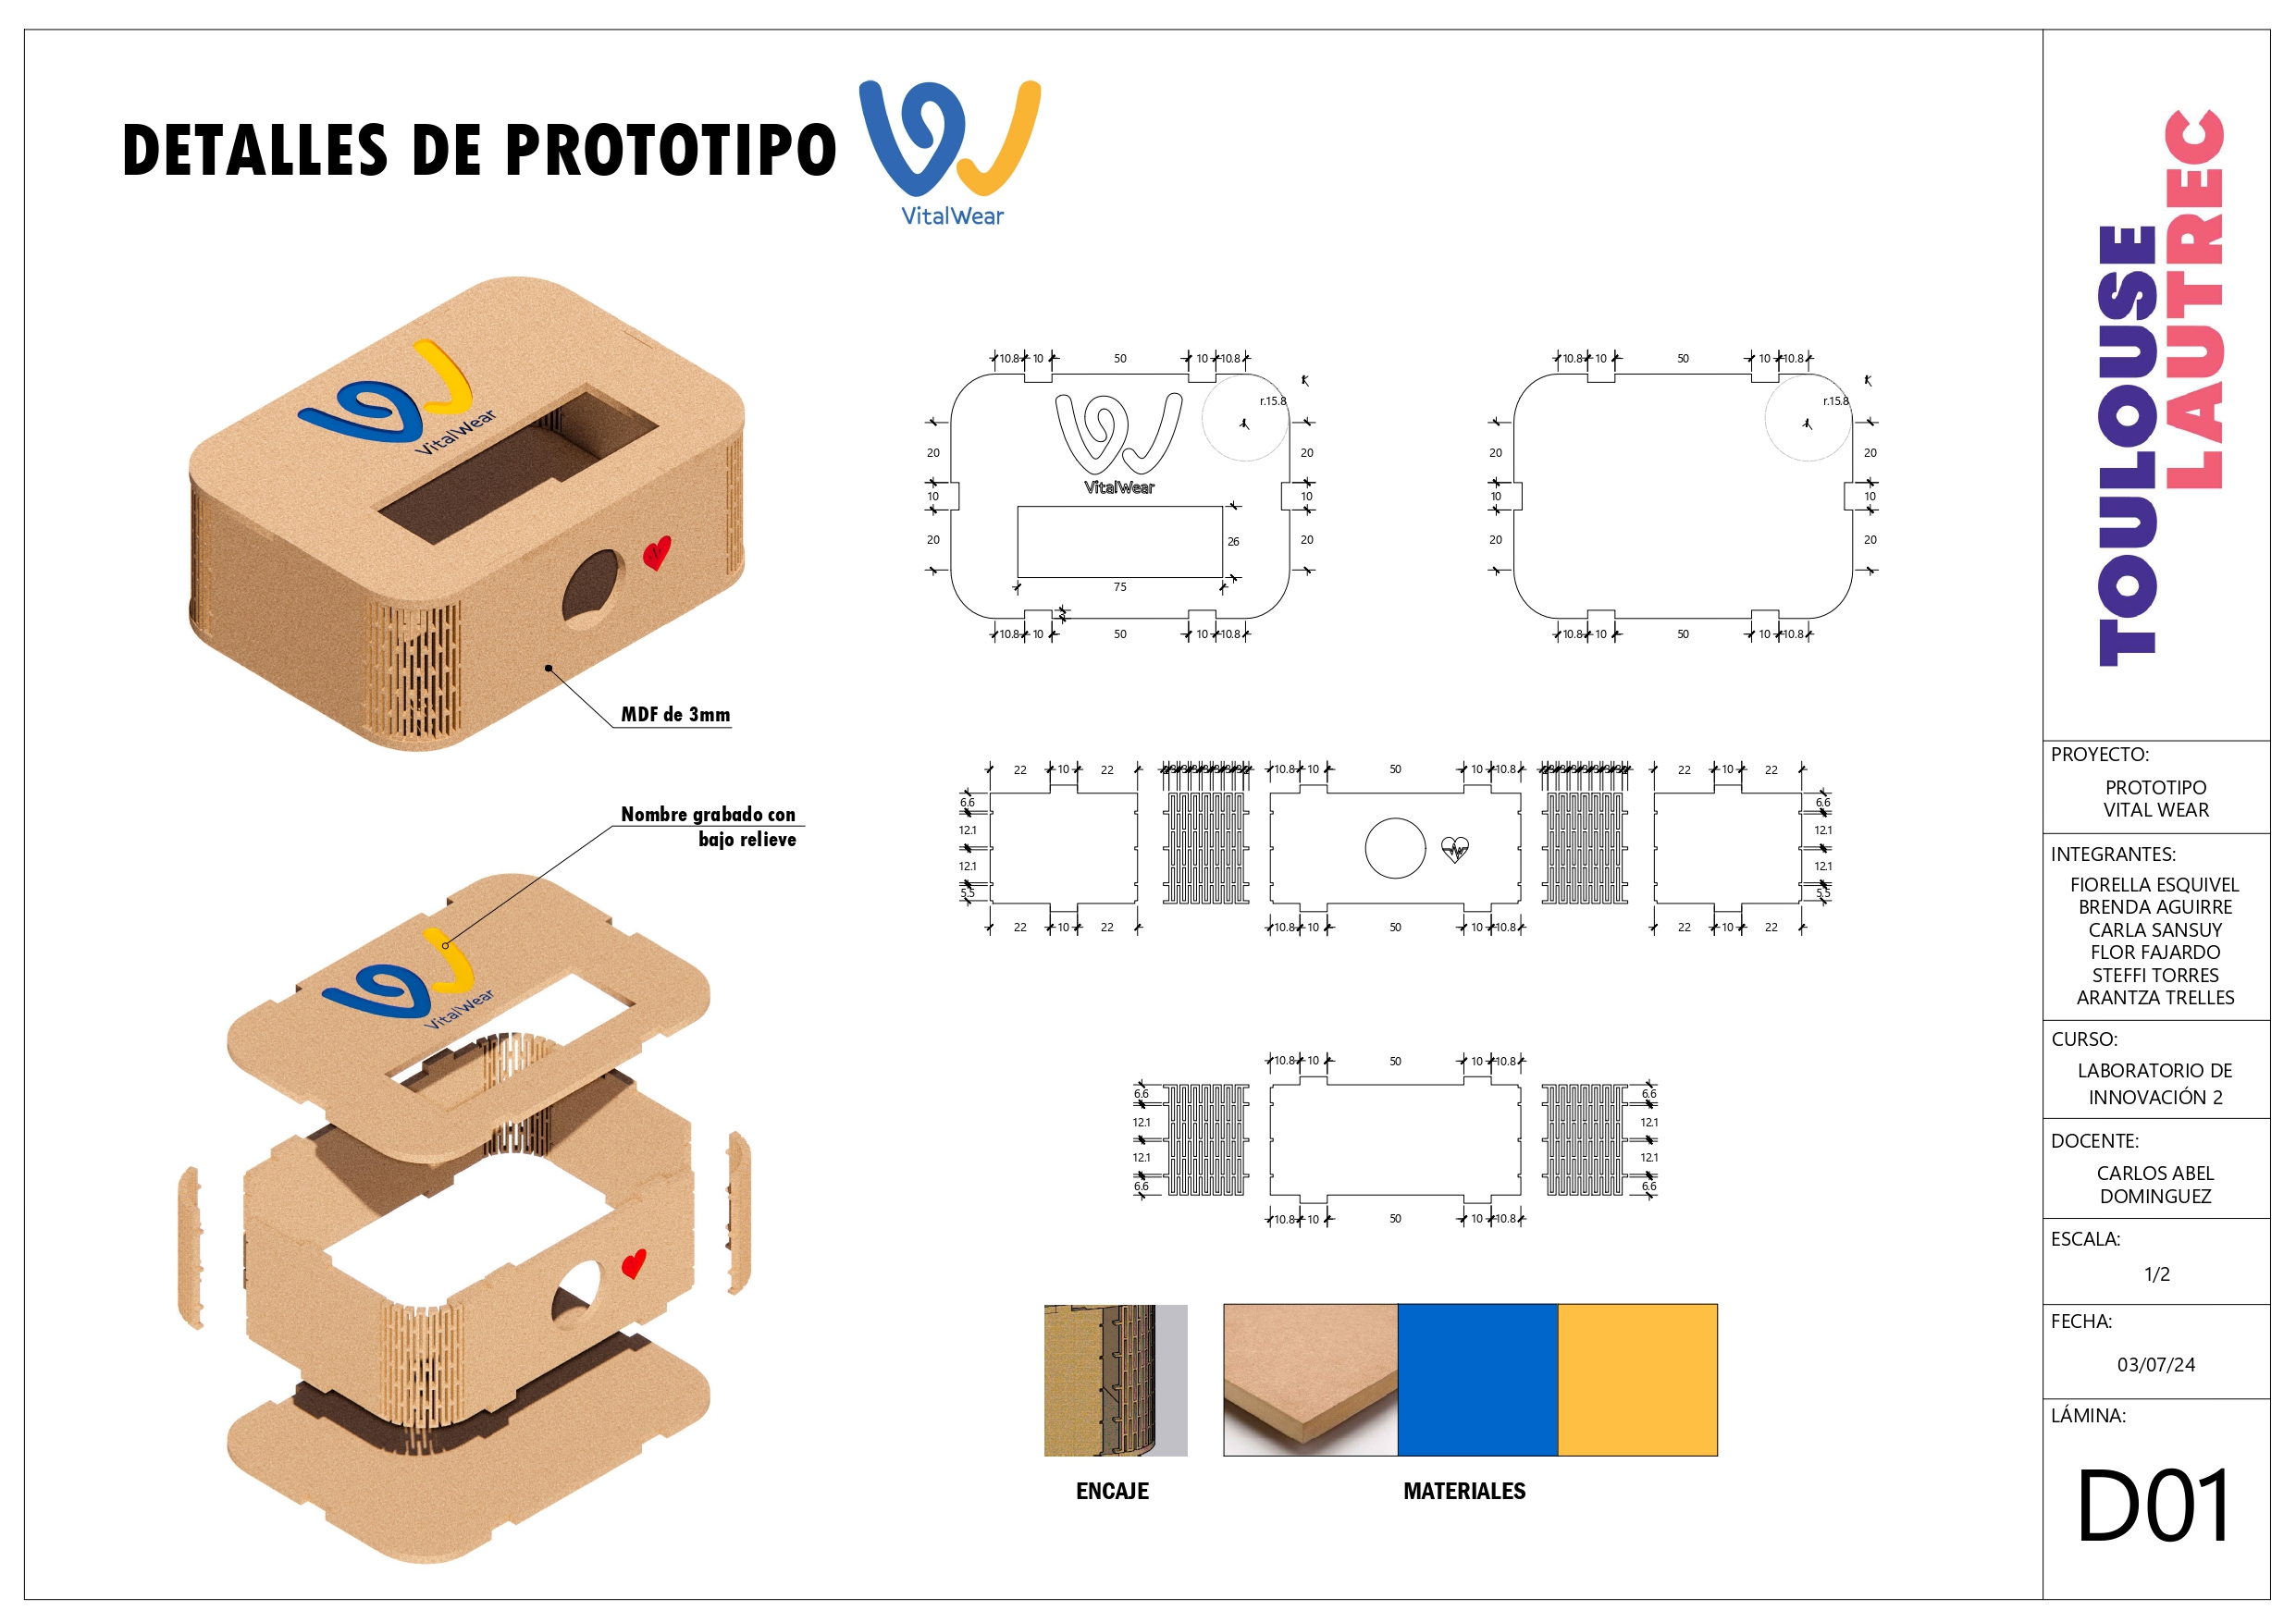 DETALLES DE PROTOTIPO
VitalWear
VitalWear
MDF de 3mm
Nombre grabado con
bajo relieve
VitalWear
10.8 10 50 10 10.8
r.15.8
20 20
10 10
20 20
VitalWear
26
75
10.8 10 50 10 10.8
10.8 10 50 10 10.8
r.15.8
20 20
10 10
20 20
10.8 10 50 10 10.8
22 10 22 10.8 10 50 10 10.8 22 10 22
6.6 6.6
12.1 12.1
12.1 12.1
5.5 5.5
22 10 22 10.8 10 50 10 10.8 22 10 22
10.8 10 50 10 10.8
6.6 6.6
12.1 12.1
12.1 12.1
6.6 6.6
10.8 10 50 10 10.8
ENCAJE
MATERIALES
TOULOUSE
LAUTREC
PROYECTO:
PROTOTIPO
VITAL WEAR
INTEGRANTES:
FIORELLA ESQUIVEL
BRENDA AGUIRRE
CARLA SANSUY
FLOR FAJARDO
STEFFI TORRES
ARANTZA TRELLES
CURSO:
LABORATORIO DE
INNOVACIÓN 2
DOCENTE:
CARLOS ABEL
DOMINGUEZ
ESCALA:
1/2
FECHA:
03/07/24
LÁMINA:
D01